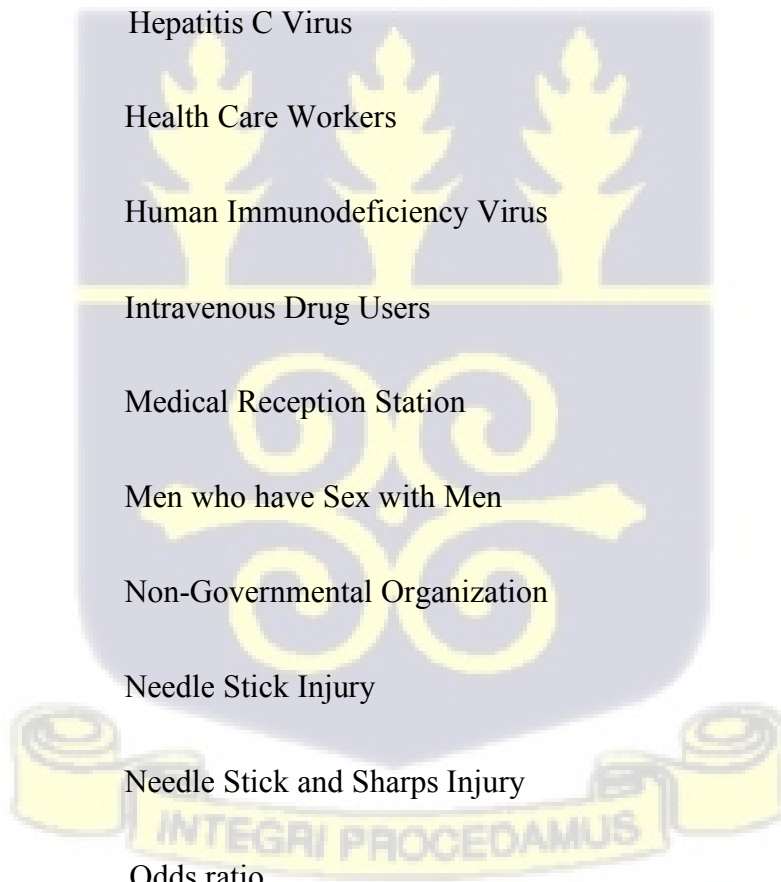 Hepatitis C Virus
Health Care Workers
Human Immunodeficiency Virus
Intravenous Drug Users
Medical Reception Station
Men who have Sex with Men
Non-Governmental Organization
Needle Stick Injury
Needle Stick and Sharps Injury
INTEGRI PROCEDAMUS
Odds ratio